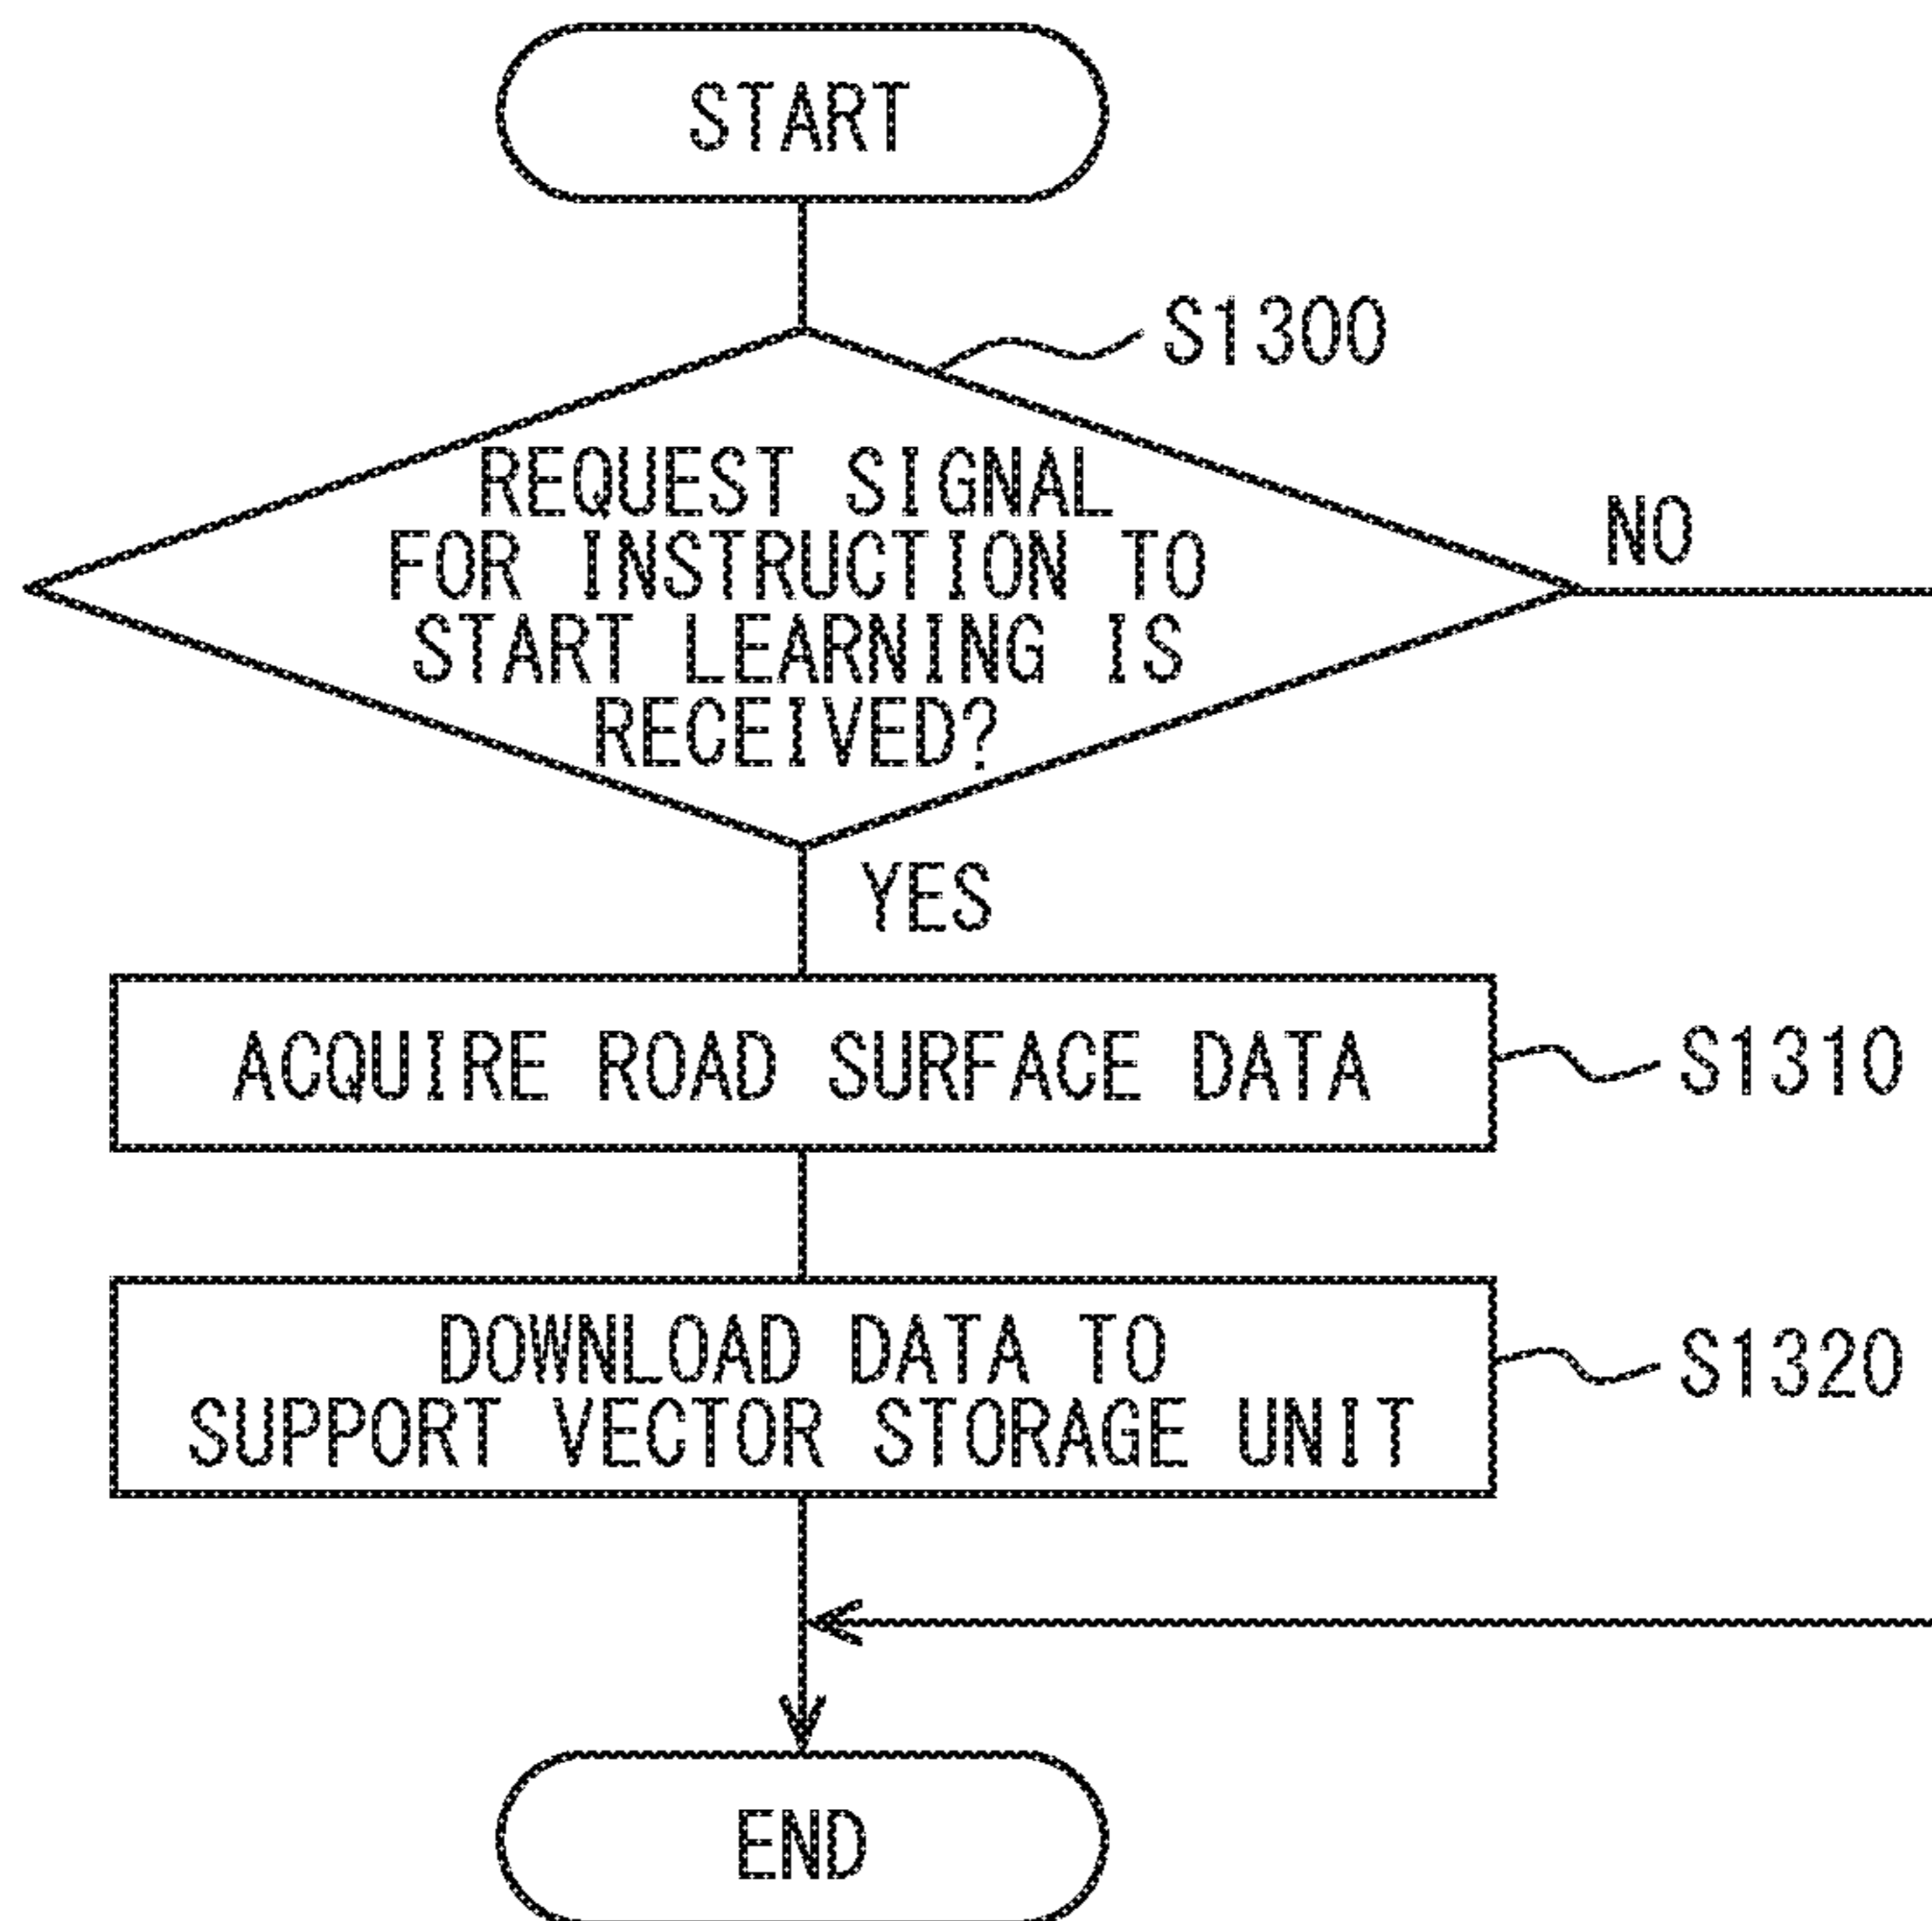 START
S1300
REQUEST SIGNAL
FOR INSTRUCTION TO
START LEARNING IS
RECEIVED?
NO
YES
ACQUIRE ROAD SURFACE DATA
S1310
DOWNLOAD DATA TO
SUPPORT VECTOR STORAGE UNIT
S1320
END